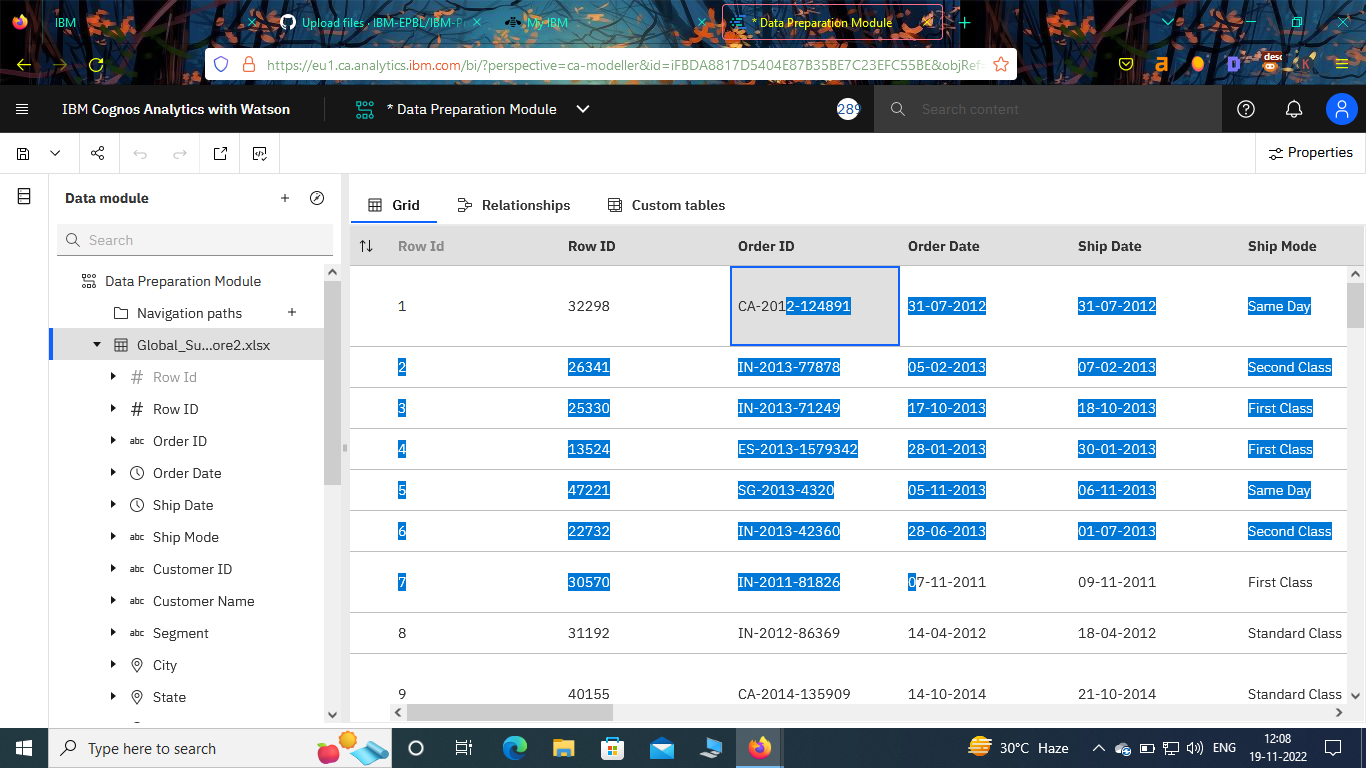 IBM
Upload files · IBM-EPBL/IBM-Pr
My IBM
* Data Preparation Module
https://eu1.ca.analytics.ibm.com/bi/?perspective=ca-modeller&id=iFBDA8817D5404E87B35BE7C23EFC55BE&objRef=
desc
IBM Cognos Analytics with Watson
* Data Preparation Module
289
Search content
Properties
Data module
Search
Data Preparation Module
Navigation paths
Global_Su...ore2.xlsx
# Row Id
# Row ID
abc Order ID
Order Date
Ship Date
abc Ship Mode
abc Customer ID
abc Customer Name
abc Segment
City
State
Grid Relationships Custom tables
Row Id Row ID Order ID Order Date Ship Date Ship Mode
1 32298 CA-2012-124891 31-07-2012 31-07-2012 Same Day
2 26341 IN-2013-77878 05-02-2013 07-02-2013 Second Class
3 25330 IN-2013-71249 17-10-2013 18-10-2013 First Class
4 13524 ES-2013-1579342 28-01-2013 30-01-2013 First Class
5 47221 SG-2013-4320 05-11-2013 06-11-2013 Same Day
6 22732 IN-2013-42360 28-06-2013 01-07-2013 Second Class
7 30570 IN-2011-81826 07-11-2011 09-11-2011 First Class
8 31192 IN-2012-86369 14-04-2012 18-04-2012 Standard Class
9 40155 CA-2014-135909 14-10-2014 21-10-2014 Standard Class
Type here to search
30°C Haze
ENG
12:08
19-11-2022